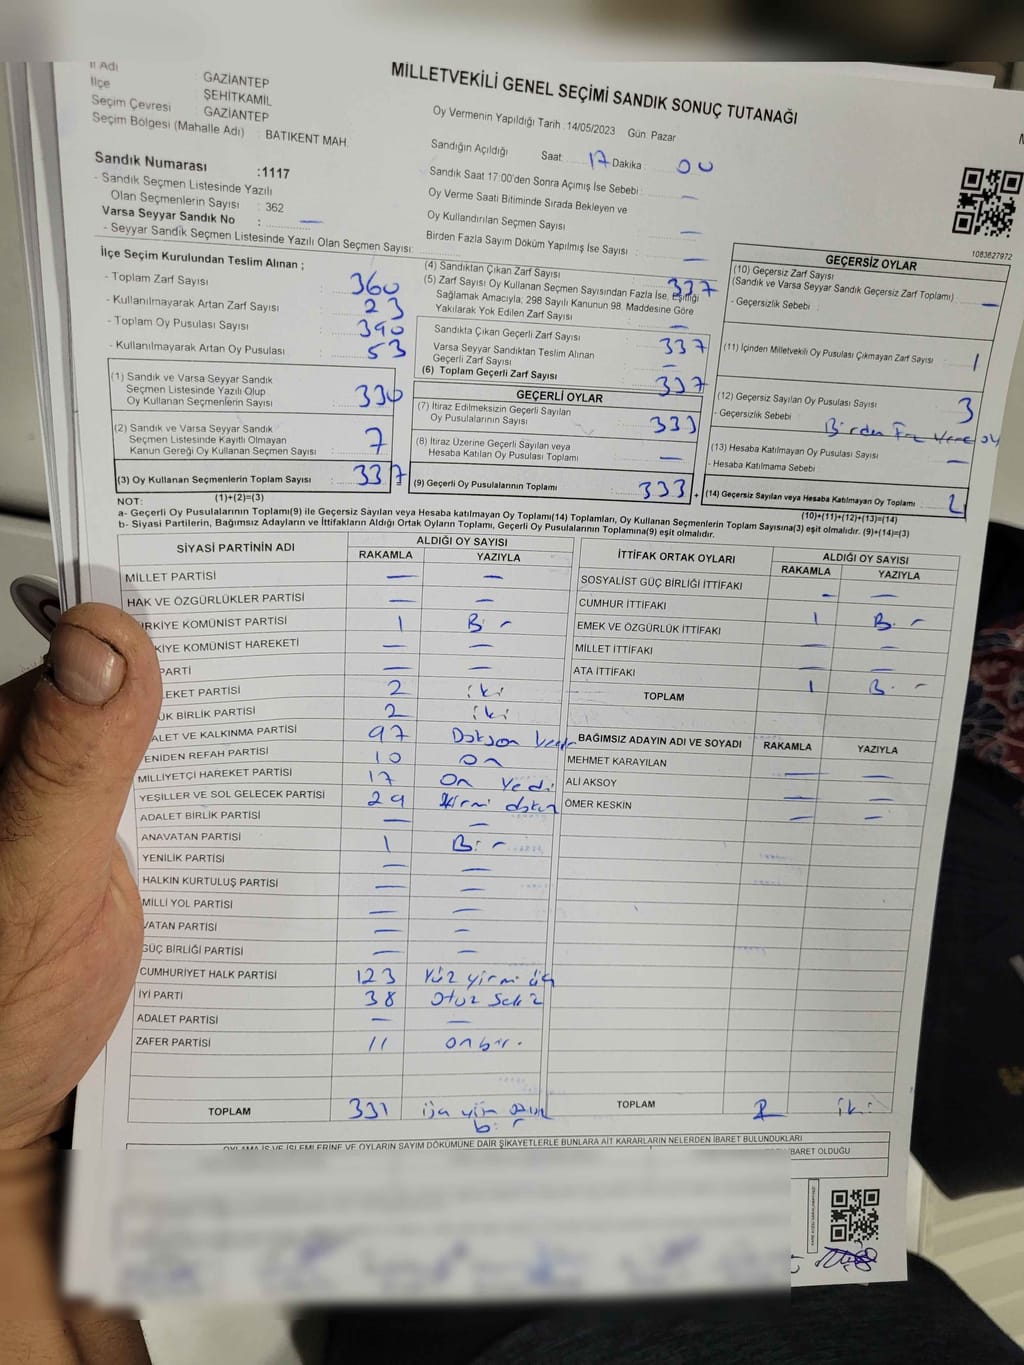 İl Adı
GAZİANTEP
İlçe
ŞEHİTKAMİL
Seçim Çevresi
GAZİANTEP
Seçim Bölgesi (Mahalle Adı) : BATIKENT MAH.
MİLLETVEKİLİ GENEL SEÇİMİ SANDIK SONUÇ TUTANAĞI
Oy Vermenin Yapıldığı Tarih : 14/05/2023 Gün: Pazar
Sandık Numarası :1117
- Sandık Seçmen Listesinde Yazılı
Olan Seçmenlerin Sayısı : 362
Varsa Seyyar Sandık No : —
- Seyyar Sandık Seçmen Listesinde Yazılı Olan Seçmen Sayısı:
Sandığın Açıldığı Saat: 17 Dakika : 00
Sandık Saat 17:00'den Sonra Açımış İse Sebebi : —
Oy Verme Saati Bitiminde Sırada Bekleyen ve
Oy Kullandırılan Seçmen Sayısı : —
Birden Fazla Sayım Döküm Yapılmış İse Sayısı : —
1083627972
İlçe Seçim Kurulundan Teslim Alınan ;
- Toplam Zarf Sayısı : 360
- Kullanılmayarak Artan Zarf Sayısı : 23
- Toplam Oy Pusulası Sayısı : 390
- Kullanılmayarak Artan Oy Pusulası : 53
(1) Sandık ve Varsa Seyyar Sandık
Seçmen Listesinde Yazılı Olup
Oy Kullanan Seçmenlerin Sayısı : 330
(2) Sandık ve Varsa Seyyar Sandık
Seçmen Listesinde Kayıtlı Olmayan
Kanun Gereği Oy Kullanan Seçmen Sayısı : 7
(3) Oy Kullanan Seçmenlerin Toplam Sayısı : 337
(1)+(2)=(3)
(4) Sandıktan Çıkan Zarf Sayısı : 337
(5) Zarf Sayısı Oy Kullanan Seçmen Sayısından Fazla İse, Eşitliği
Sağlamak Amacıyla; 298 Sayılı Kanunun 98. Maddesine Göre
Yakılarak Yok Edilen Zarf Sayısı : —
Sandıkta Çıkan Geçerli Zarf Sayısı : 337
Varsa Seyyar Sandıktan Teslim Alınan
Geçerli Zarf Sayısı : —
(6) Toplam Geçerli Zarf Sayısı : 337
GEÇERLİ OYLAR
(7) İtiraz Edilmeksizin Geçerli Sayılan
Oy Pusulalarının Sayısı : 333
(8) İtiraz Üzerine Geçerli Sayılan veya
Hesaba Katılan Oy Pusulası Toplamı : —
(9) Geçerli Oy Pusulalarının Toplamı : 333 +
GEÇERSİZ OYLAR
(10) Geçersiz Zarf Sayısı
(Sandık ve Varsa Seyyar Sandık Geçersiz Zarf Toplamı) : —
- Geçersizlik Sebebi :
(11) İçinden Milletvekili Oy Pusulası Çıkmayan Zarf Sayısı : 1
(12) Geçersiz Sayılan Oy Pusulası Sayısı : 3
- Geçersizlik Sebebi : Birden
(13) Hesaba Katılmayan Oy Pusulası Sayısı : —
- Hesaba Katılmama Sebebi :
(14) Geçersiz Sayılan veya Hesaba Katılmayan Oy Toplamı :
(10)+(11)+(12)+(13)=(14)
NOT:
a- Geçerli Oy Pusulalarının Toplamı(9) ile Geçersiz Sayılan veya Hesaba katılmayan Oy Toplamı(14) Toplamları, Oy Kullanan Seçmenlerin Toplam Sayısına(3) eşit olmalıdır. (9)+(14)=(3)
b- Siyasi Partilerin, Bağımsız Adayların ve İttifakların Aldığı Ortak Oyların Toplamı, Geçerli Oy Pusulalarının Toplamına(9) eşit olmalıdır.
SİYASİ PARTİNİN ADI ALDIĞI OY SAYISI
RAKAMLA YAZIYLA
MİLLET PARTİSİ — —
HAK VE ÖZGÜRLÜKLER PARTİSİ — —
RKİYE KOMÜNİST PARTİSİ 1 Bir
KİYE KOMÜNİST HAREKETİ — —
PARTİ — —
EKET PARTİSİ 2 iki
ÜK BİRLİK PARTİSİ 2 iki
ALET VE KALKINMA PARTİSİ 97 Doksan Yedi
ENİDEN REFAH PARTİSİ 10 On
MİLLİYETÇİ HAREKET PARTİSİ 17 On Yedi
YEŞİLLER VE SOL GELECEK PARTİSİ 29 Yirmi dokuz
ADALET BİRLİK PARTİSİ — —
ANAVATAN PARTİSİ 1 Bir
YENİLİK PARTİSİ — —
HALKIN KURTULUŞ PARTİSİ — —
MİLLİ YOL PARTİSİ — —
VATAN PARTİSİ — —
GÜÇ BİRLİĞİ PARTİSİ — —
CUMHURİYET HALK PARTİSİ 123 Yüz yirmi üç
İYİ PARTİ 38 Otuz Sekiz
ADALET PARTİSİ — —
ZAFER PARTİSİ 11 onbir
TOPLAM 331
İTTİFAK ORTAK OYLARI ALDIĞI OY SAYISI
RAKAMLA YAZIYLA
SOSYALİST GÜÇ BİRLİĞİ İTTİFAKI — —
CUMHUR İTTİFAKI 1 Bir
EMEK VE ÖZGÜRLÜK İTTİFAKI — —
MİLLET İTTİFAKI — —
ATA İTTİFAKI 1 Bir
TOPLAM
BAĞIMSIZ ADAYIN ADI VE SOYADI RAKAMLA YAZIYLA
MEHMET KARAYILAN — —
ALİ AKSOY — —
ÖMER KESKİN — —
TOPLAM 2 iki
OYLAMA İŞ VE İŞLEMLERİNE VE OYLARIN SAYIM DÖKÜMÜNE DAİR ŞİKAYETLERLE BUNLARA AİT KARARLARIN NELERDEN İBARET BULUNDUKLARI
İBARET OLDUĞU